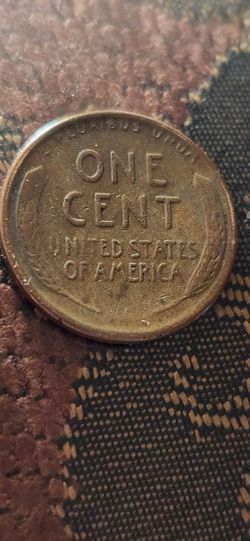 E PLURIBUS UNUM
ONE
CENT
UNITED STATES
OF AMERICA